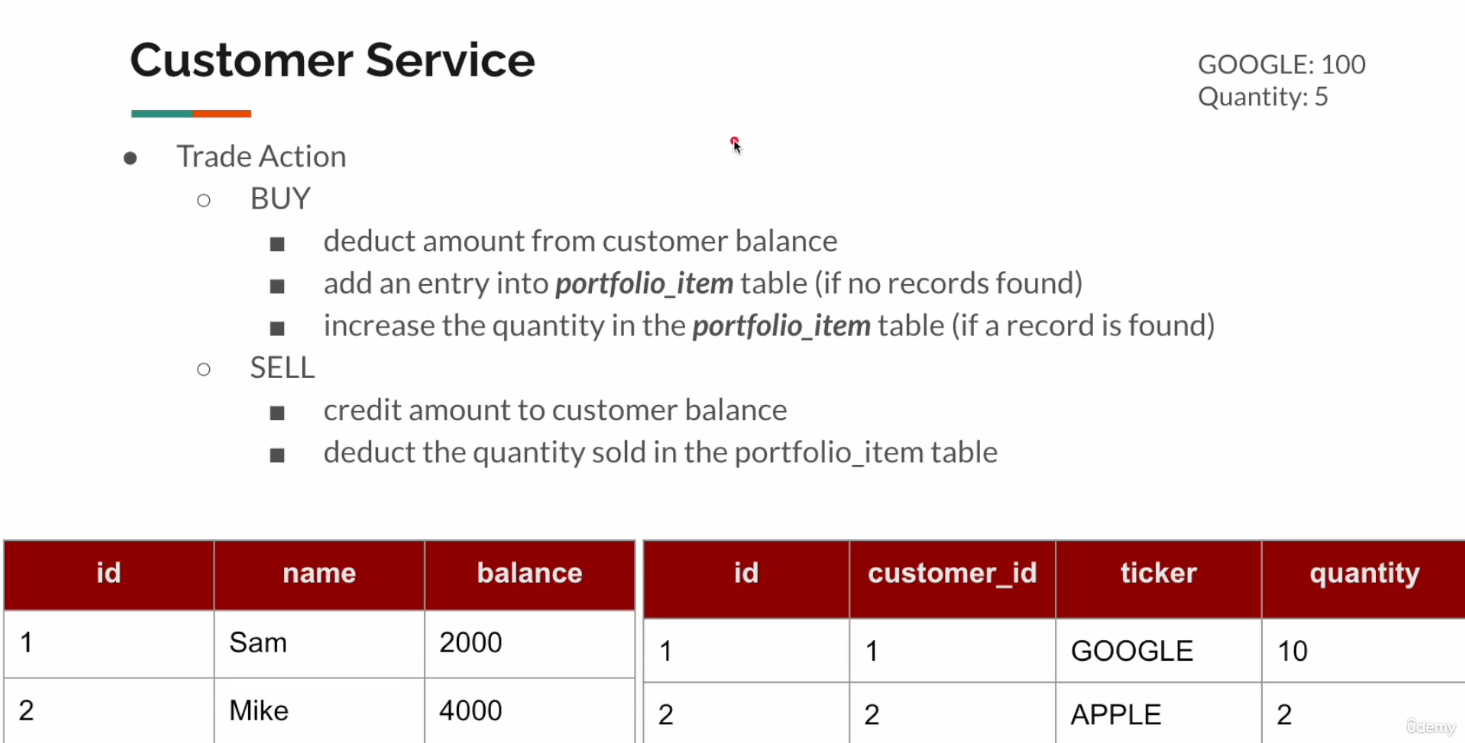 Customer Service
GOOGLE: 100
Quantity: 5
● Trade Action
○ BUY
■ deduct amount from customer balance
■ add an entry into portfolio_item table (if no records found)
■ increase the quantity in the portfolio_item table (if a record is found)
○ SELL
■ credit amount to customer balance
■ deduct the quantity sold in the portfolio_item table
id name balance
1 Sam 2000
2 Mike 4000
id customer_id ticker quantity
1 1 GOOGLE 10
2 2 APPLE 2
ûdemy